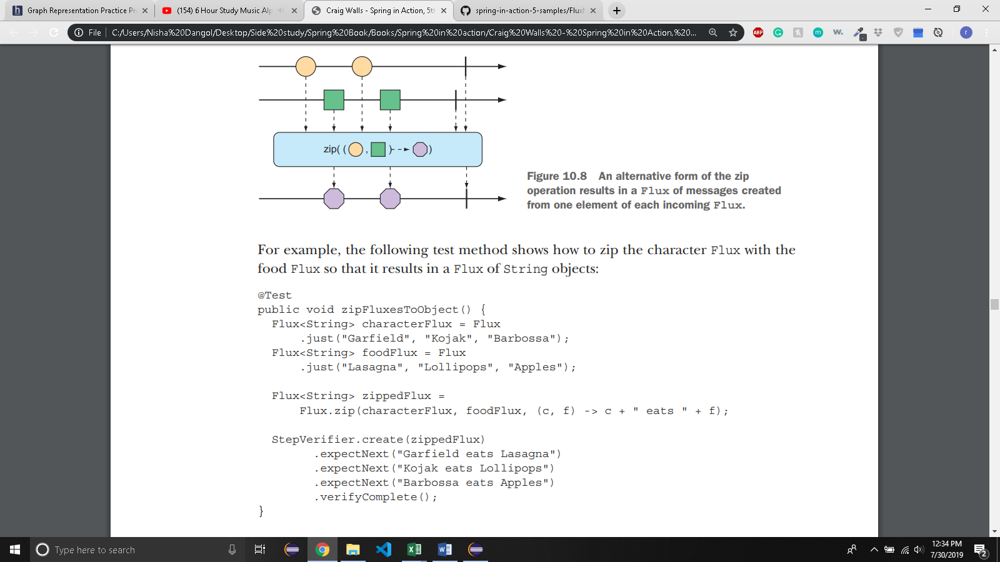 Graph Representation Practice Pr
(154) 6 Hour Study Music Alp
Craig Walls - Spring in Action, 5th
spring-in-action-5-samples/Flux
File
C:/Users/Nisha%20Dangol/Desktop/Side%20study/Spring%20Book/Books/Spring%20in%20action/Craig%20Walls%20-%20Spring%20in%20Action,%20...
ABP
w.
r
zip( ( , ) )
Figure 10.8 An alternative form of the zip
operation results in a Flux of messages created
from one element of each incoming Flux.
For example, the following test method shows how to zip the character Flux with the
food Flux so that it results in a Flux of String objects:
@Test
public void zipFluxesToObject() {
Flux<String> characterFlux = Flux
.just("Garfield", "Kojak", "Barbossa");
Flux<String> foodFlux = Flux
.just("Lasagna", "Lollipops", "Apples");
Flux<String> zippedFlux =
Flux.zip(characterFlux, foodFlux, (c, f) -> c + " eats " + f);
StepVerifier.create(zippedFlux)
.expectNext("Garfield eats Lasagna")
.expectNext("Kojak eats Lollipops")
.expectNext("Barbossa eats Apples")
.verifyComplete();
}
Type here to search
12:34 PM
7/30/2019
2